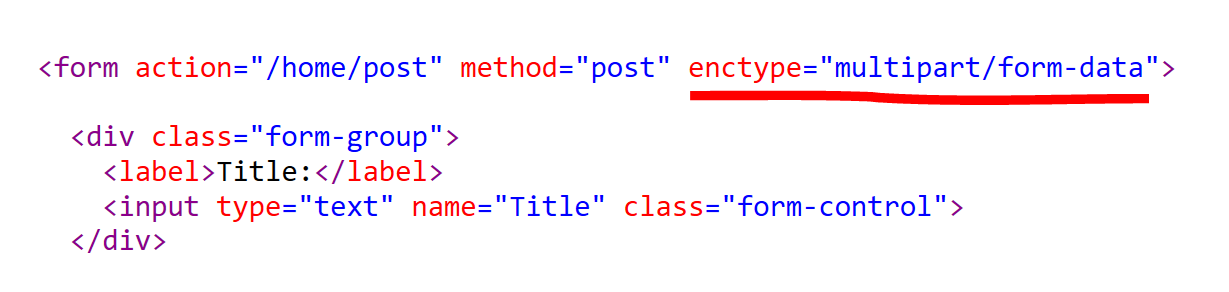 <form action="/home/post" method="post" enctype="multipart/form-data">
<div class="form-group">
<label>Title:</label>
<input type="text" name="Title" class="form-control">
</div>